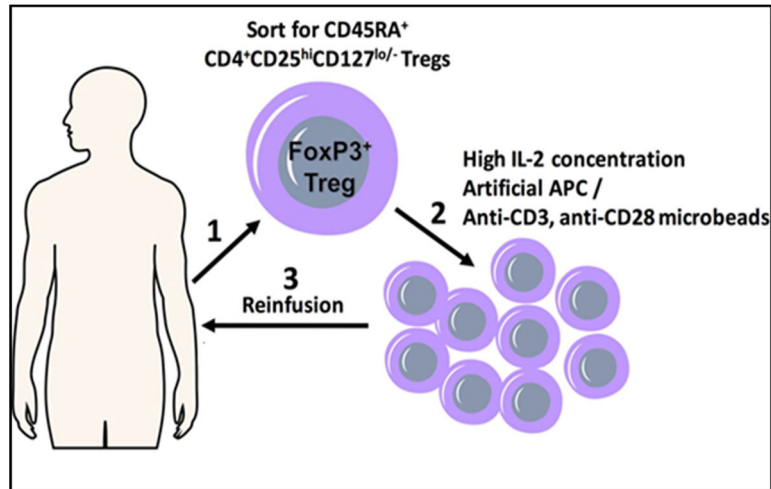 Sort for CD45RA⁺
CD4⁺CD25ʰⁱCD127ˡᵒ/⁻ Tregs
FoxP3⁺
Treg
1
2
High IL-2 concentration
Artificial APC /
Anti-CD3, anti-CD28 microbeads
3
Reinfusion